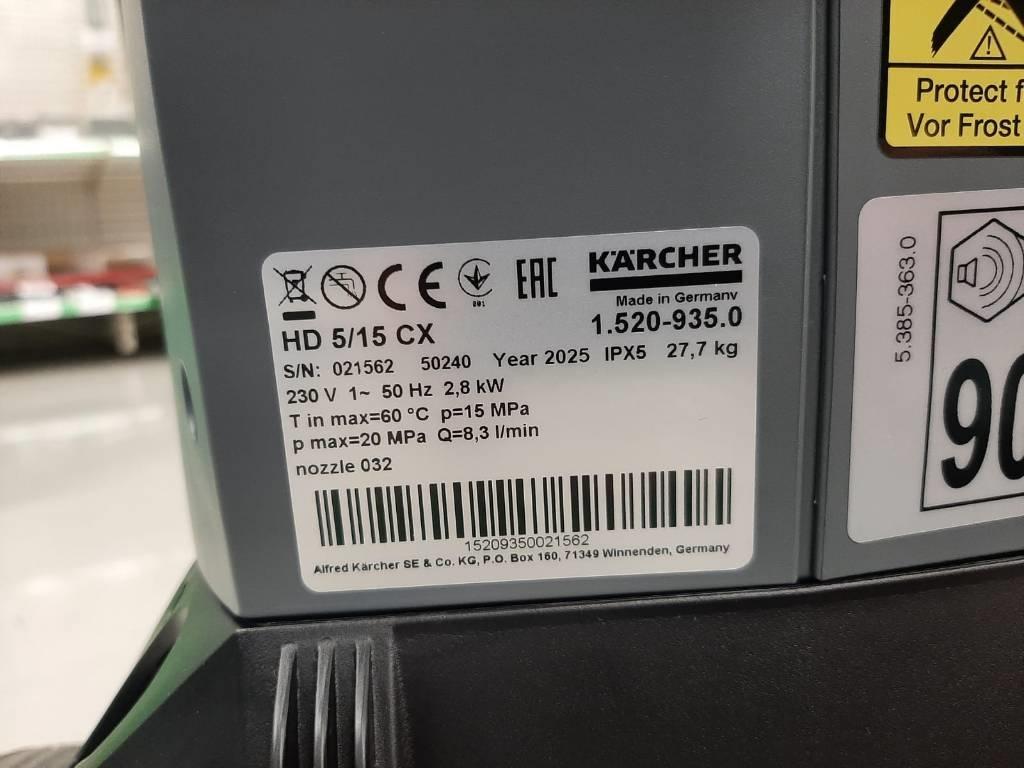 Protect f
Vor Frost
CE
001
EAC
KÄRCHER
Made in Germany
HD 5/15 CX
1.520-935.0
S/N: 021562 50240 Year 2025 IPX5 27,7 kg
230 V 1~ 50 Hz 2,8 kW
T in max=60 °C p=15 MPa
p max=20 MPa Q=8,3 l/min
nozzle 032
15209350021562
Alfred Kärcher SE & Co. KG, P.O. Box 160, 71349 Winnenden, Germany
5.385-363.0
90